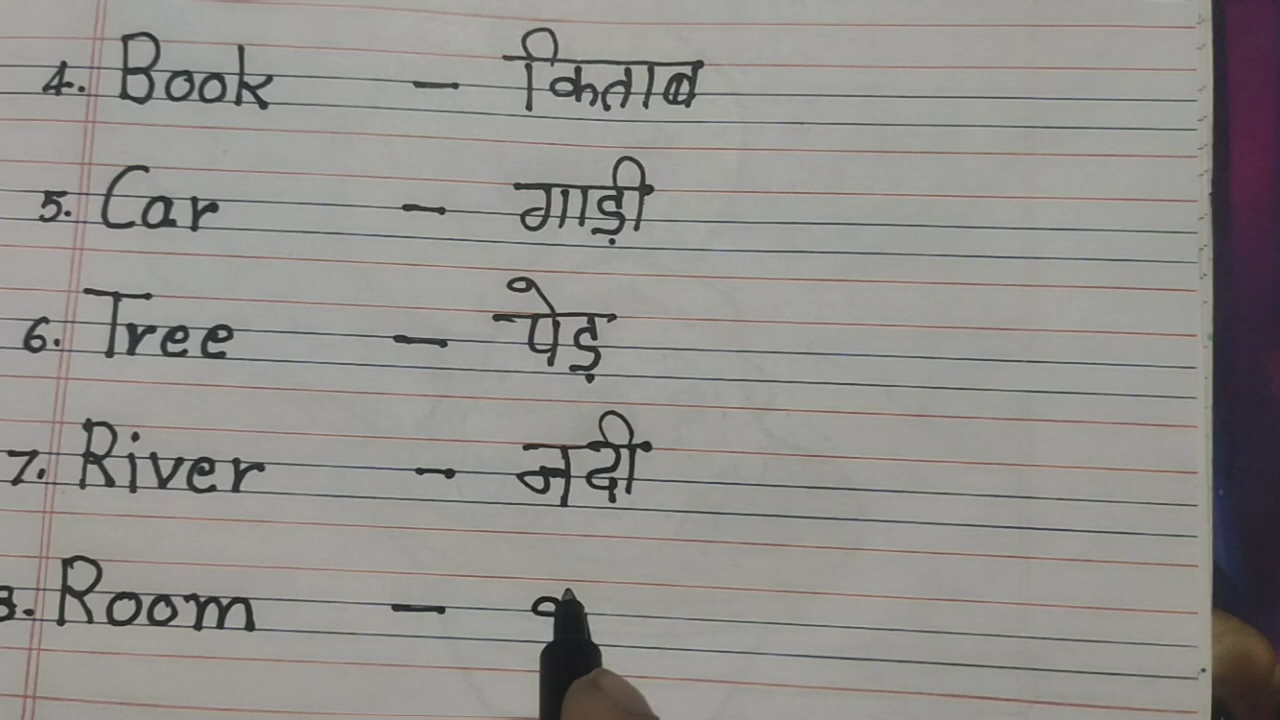 4. Book - किताब
5. Car - गाड़ी
6. Tree - पेड़
7. River - नदी
8. Room -